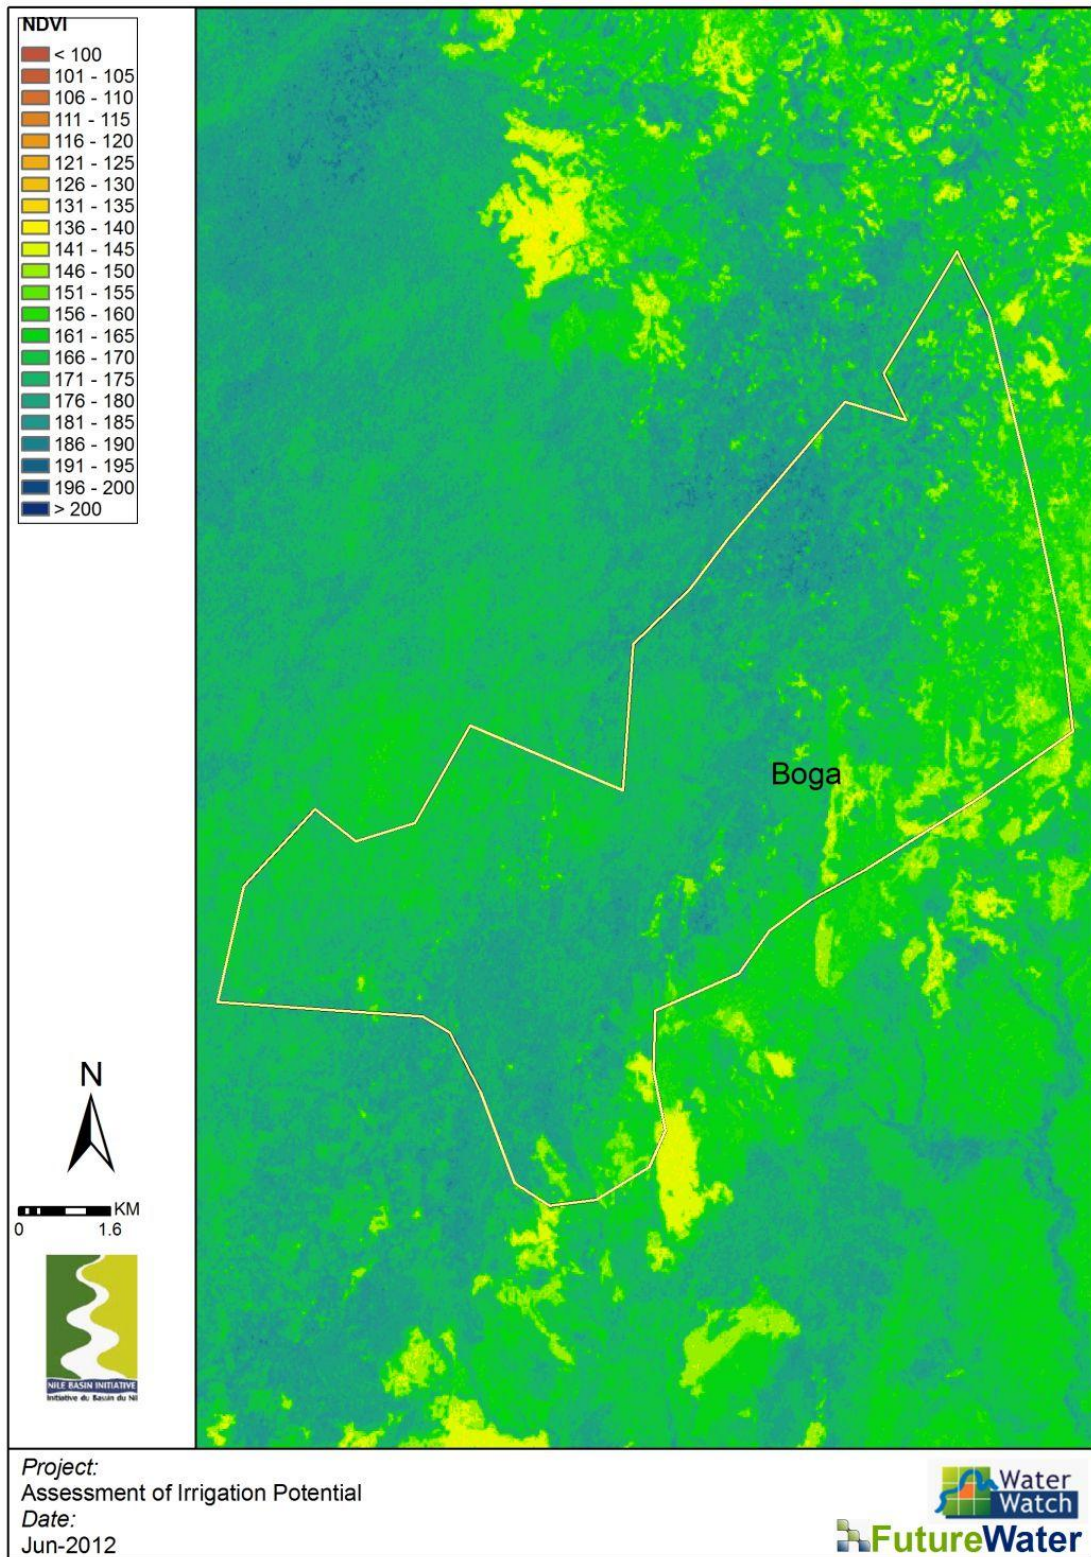 NDVI
< 100
101 - 105
106 - 110
111 - 115
116 - 120
121 - 125
126 - 130
131 - 135
136 - 140
141 - 145
146 - 150
151 - 155
156 - 160
161 - 165
166 - 170
171 - 175
176 - 180
181 - 185
186 - 190
191 - 195
196 - 200
> 200
Boga
N
KM
0 1.6
NILE BASIN INITIATIVE
Initiative du Bassin du Nil
Project:
Assessment of Irrigation Potential
Date:
Jun-2012
Water
Watch
FutureWater